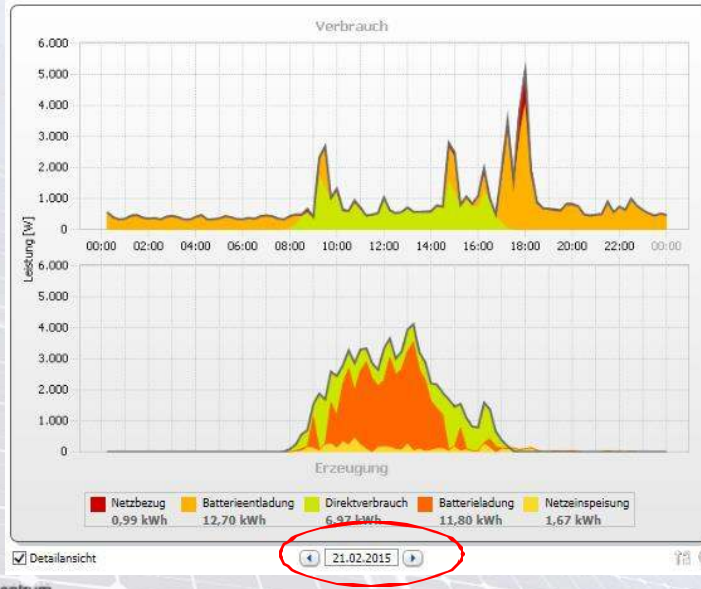 Verbrauch
6.000
5.000
4.000
3.000
2.000
1.000
0
00:00 02:00 04:00 06:00 08:00 10:00 12:00 14:00 16:00 18:00 20:00 22:00 00:00
Leistung [W]
6.000
5.000
4.000
3.000
2.000
1.000
0
Erzeugung
Netzbezug Batterieentladung Direktverbrauch Batterieladung Netzeinspeisung
0,99 kWh 12,70 kWh 6,97 kWh 11,80 kWh 1,67 kWh
Detailansicht 21.02.2015